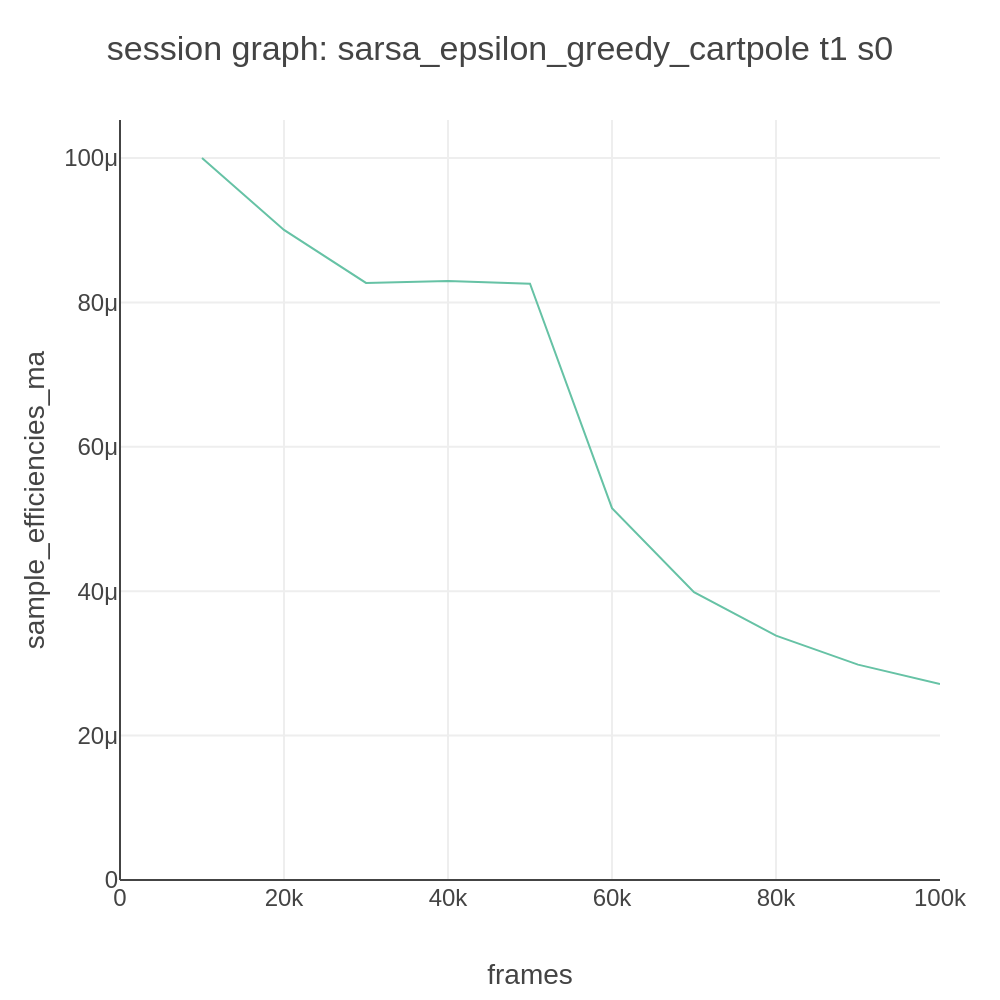 session graph: sarsa_epsilon_greedy_cartpole t1 s0
100μ
80μ
60μ
40μ
20μ
0
sample_efficiencies_ma
0 20k 40k 60k 80k 100k
frames